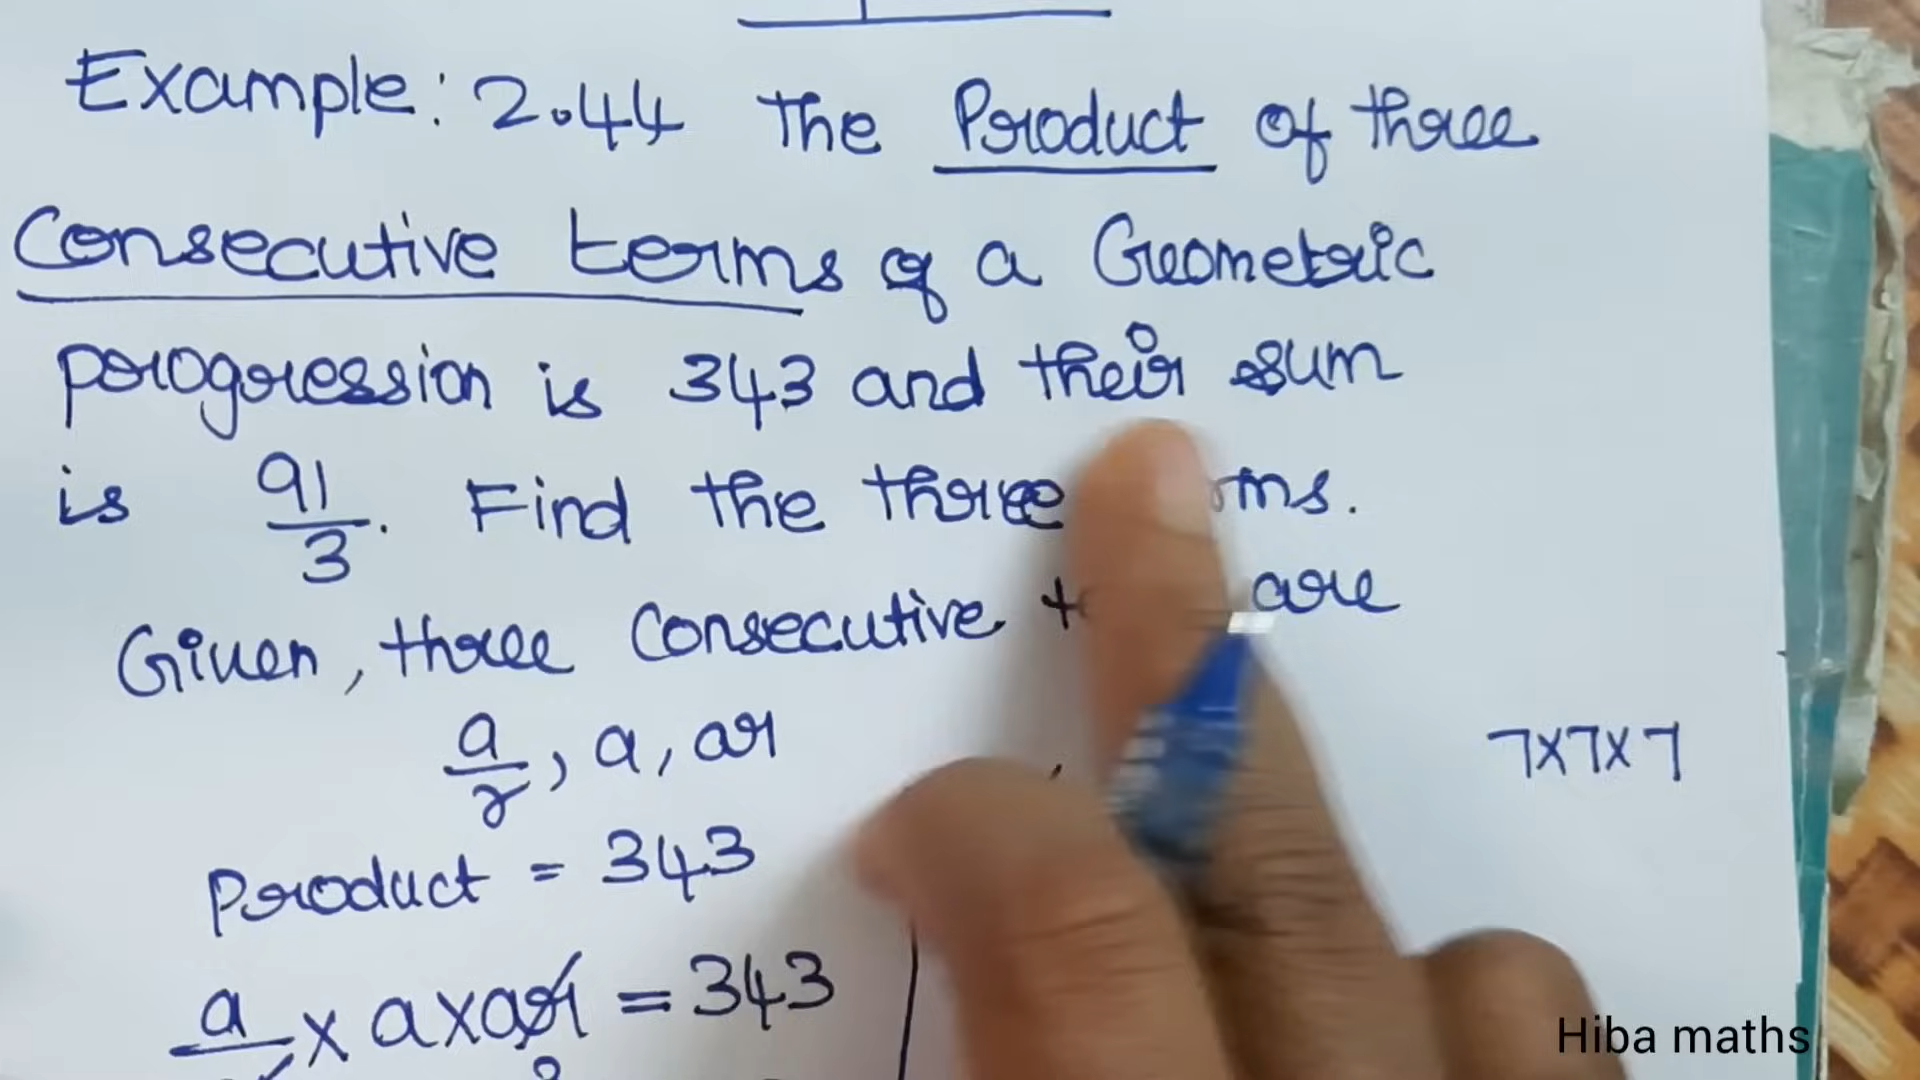 Example: 2.44 The Product of three
Consecutive terms of a Geometric
progression is 343 and their sum
is 91/3. Find the three
Given, three Consecutive are
a/r, a, ar
7×7×7
Product = 343
a × a × ar = 343
Hiba maths